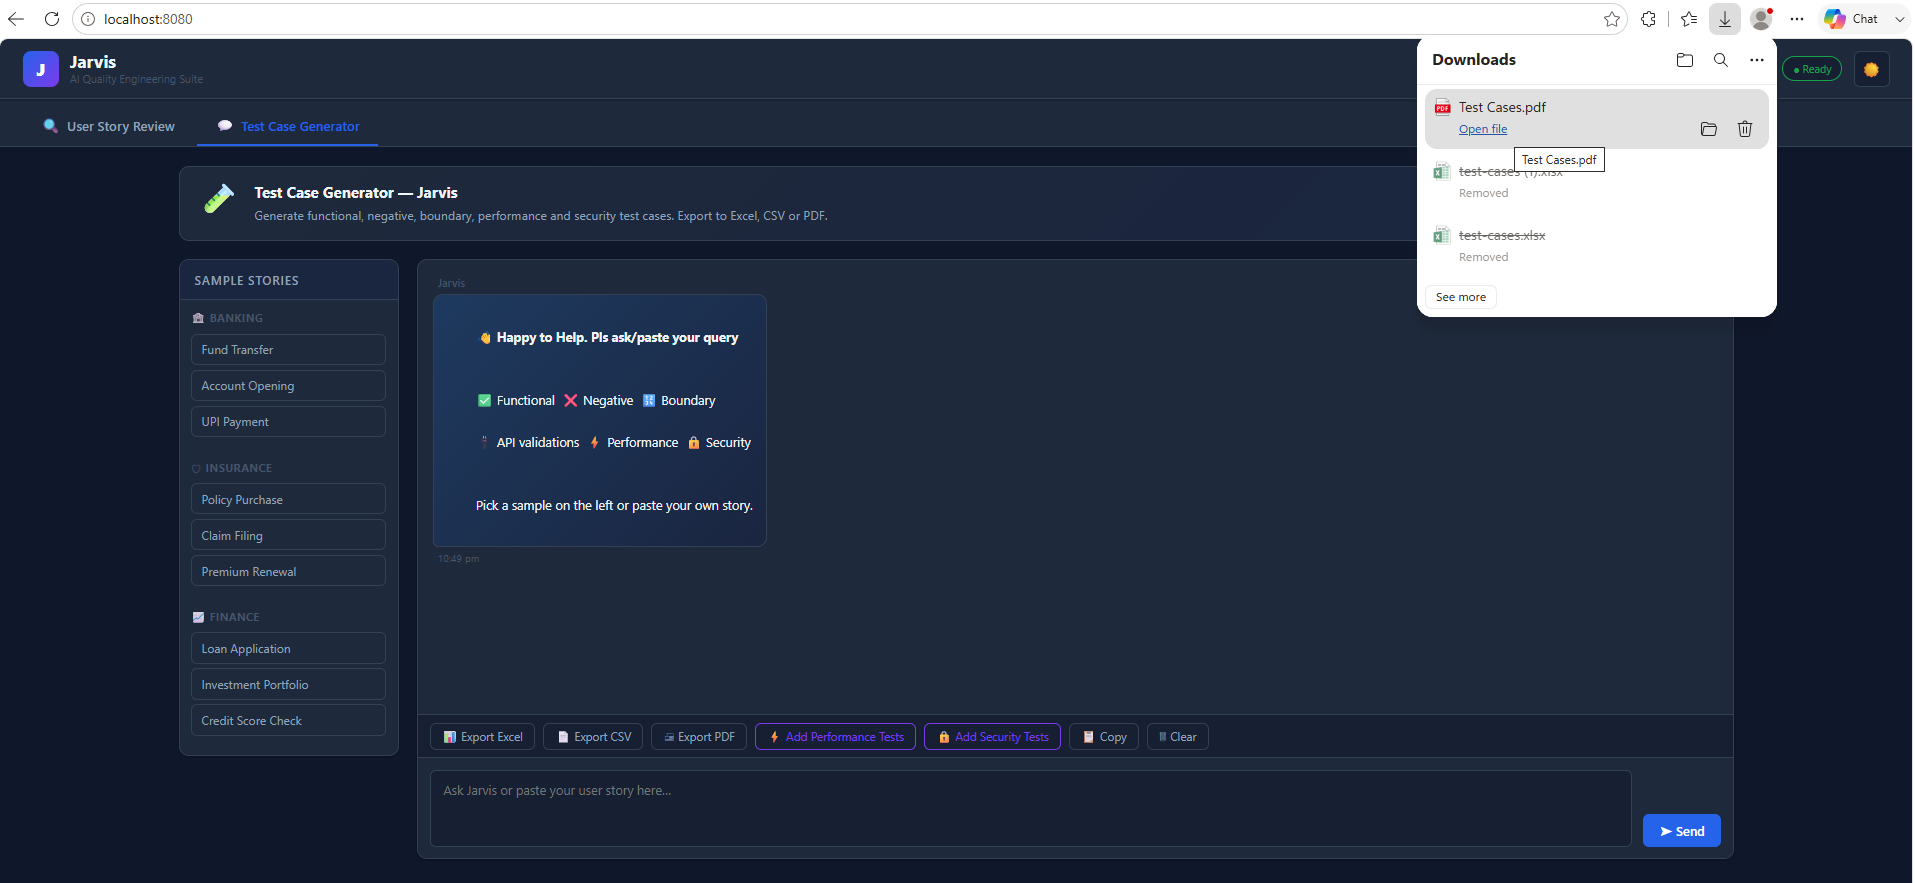 localhost:8080
Chat
J
Jarvis
AI Quality Engineering Suite
Ready
User Story Review
Test Case Generator
Downloads
PDF
Test Cases.pdf
Open file
Test Cases.pdf
test-cases (1).xlsx
Removed
test-cases.xlsx
Removed
See more
Test Case Generator — Jarvis
Generate functional, negative, boundary, performance and security test cases. Export to Excel, CSV or PDF.
SAMPLE STORIES
BANKING
Fund Transfer
Account Opening
UPI Payment
INSURANCE
Policy Purchase
Claim Filing
Premium Renewal
FINANCE
Loan Application
Investment Portfolio
Credit Score Check
Jarvis
Happy to Help. Pls ask/paste your query
Functional Negative Boundary
API validations Performance Security
Pick a sample on the left or paste your own story.
10:49 pm
Export Excel Export CSV Export PDF Add Performance Tests Add Security Tests Copy Clear
Ask Jarvis or paste your user story here...
Send